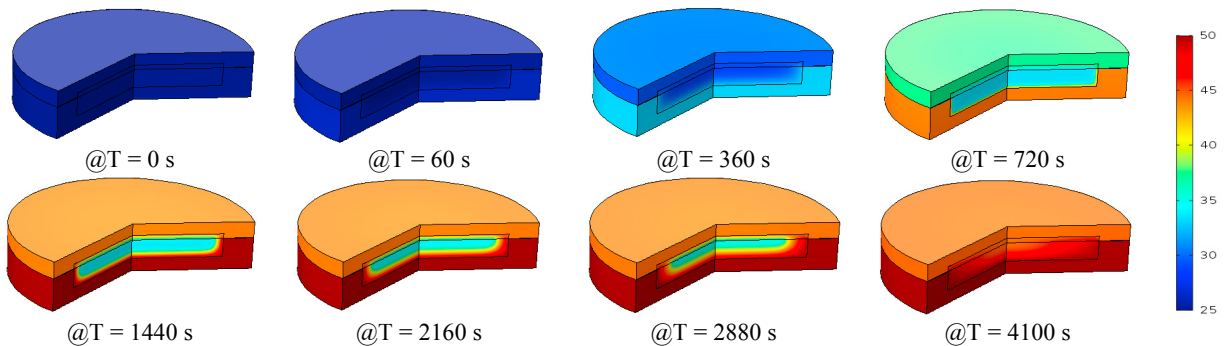 @T = 0 s
@T = 60 s
@T = 360 s
@T = 720 s
@T = 1440 s
@T = 2160 s
@T = 2880 s
@T = 4100 s
50
45
40
35
30
25